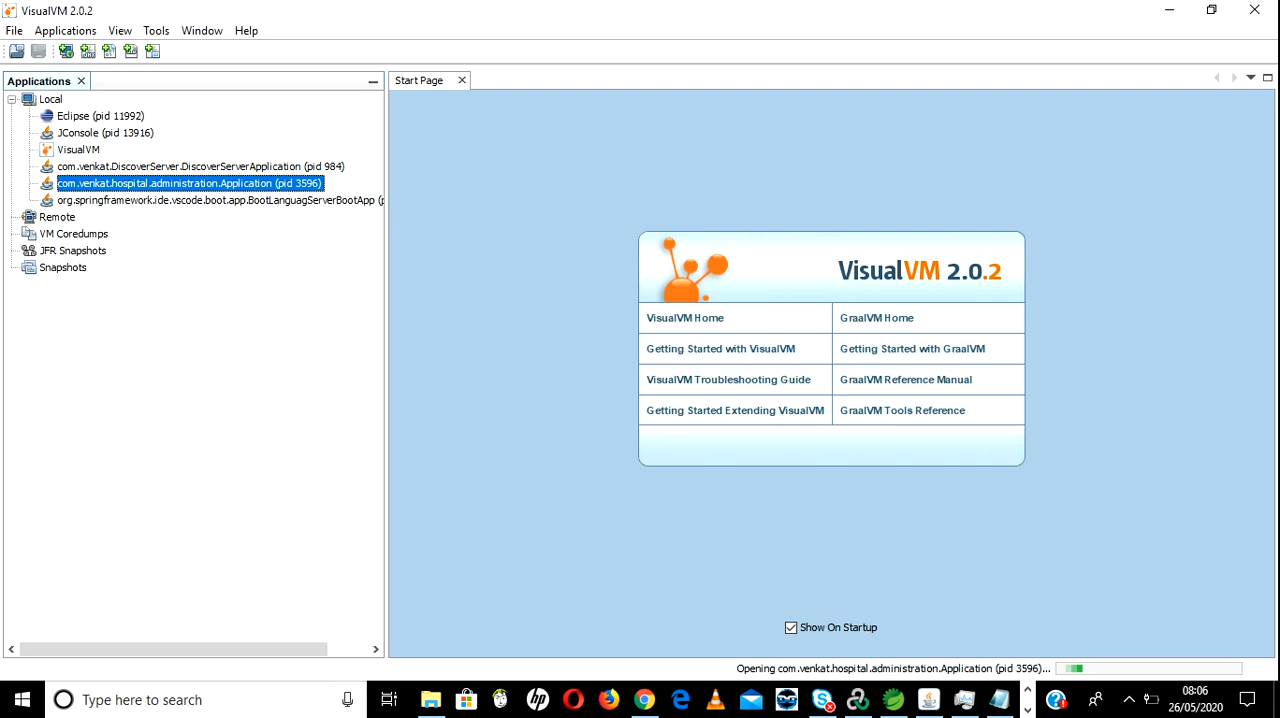 VisualVM 2.0.2
File Applications View Tools Window Help
Applications
Start Page
Local
Eclipse (pid 11992)
JConsole (pid 13916)
VisualVM
com.venkat.DiscoverServer.DiscoverServerApplication (pid 984)
com.venkat.hospital.administration.Application (pid 3596)
org.springframework.ide.vscode.boot.app.BootLanguagServerBootApp (p
Remote
VM Coredumps
JFR Snapshots
Snapshots
VisualVM 2.0.2
VisualVM Home
GraalVM Home
Getting Started with VisualVM
Getting Started with GraalVM
VisualVM Troubleshooting Guide
GraalVM Reference Manual
Getting Started Extending VisualVM
GraalVM Tools Reference
Show On Startup
Opening com.venkat.hospital.administration.Application (pid 3596)...
Type here to search
08:06
26/05/2020